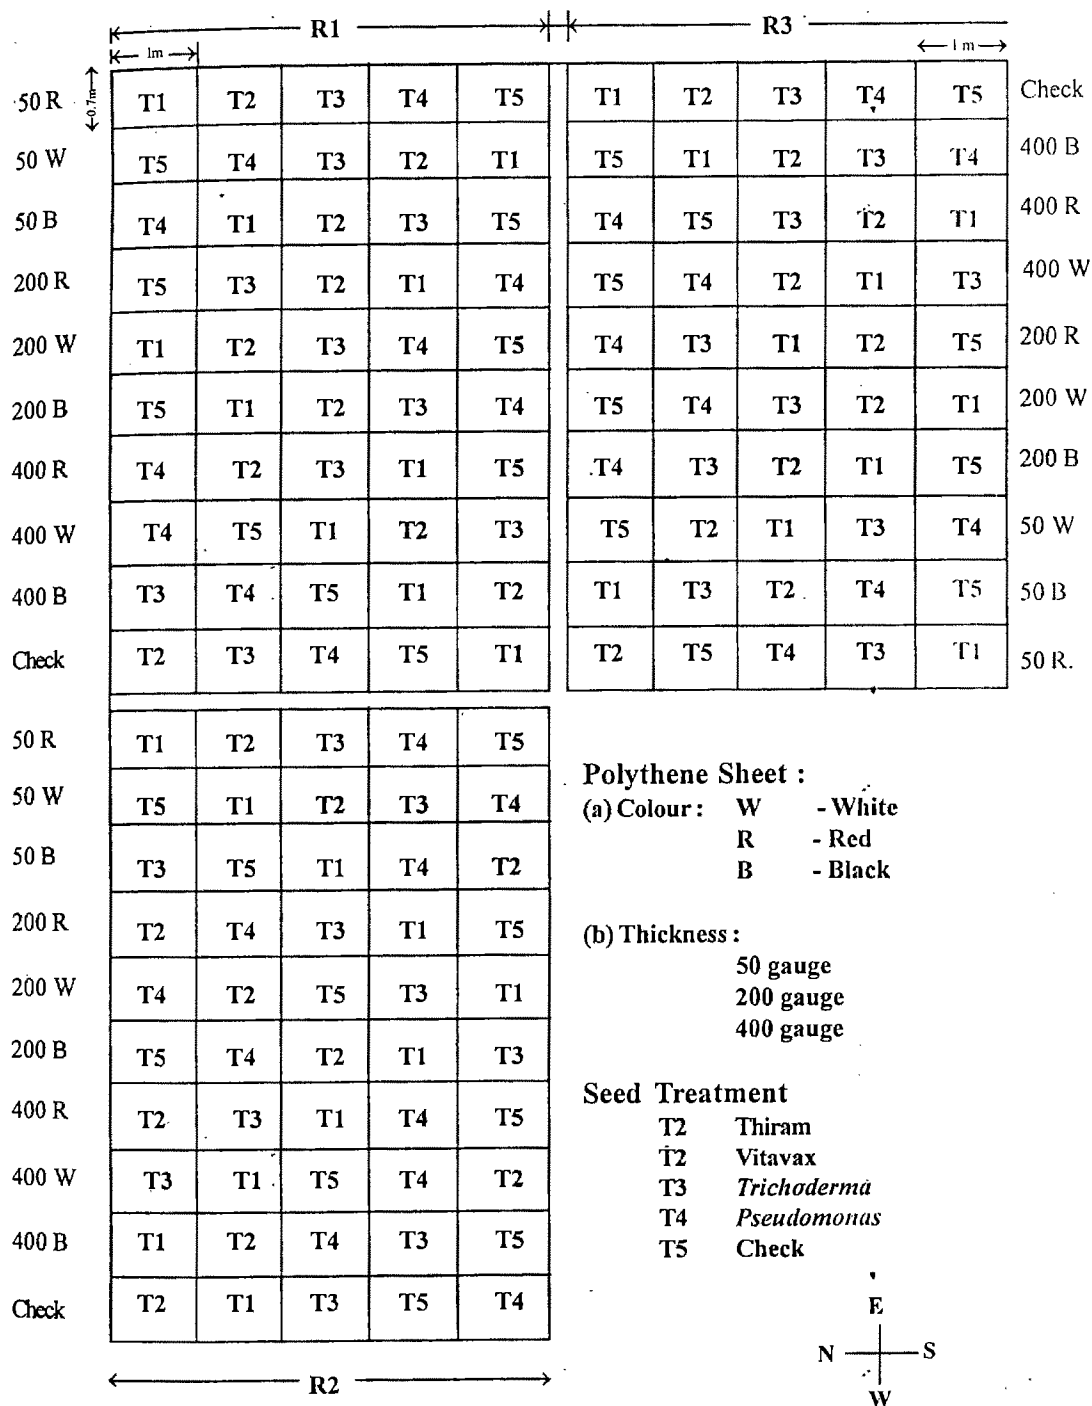 R1 R3
1m 1 m
0.7m
50 R T1 T2 T3 T4 T5 T1 T2 T3 T4 T5 Check
50 W T5 T4 T3 T2 T1 T5 T1 T2 T3 T4 400 B
50 B T4 T1 T2 T3 T5 T4 T5 T3 T2 T1 400 R
200 R T5 T3 T2 T1 T4 T5 T4 T2 T1 T3 400 W
200 W T1 T2 T3 T4 T5 T4 T3 T1 T2 T5 200 R
200 B T5 T1 T2 T3 T4 T5 T4 T3 T2 T1 200 W
400 R T4 T2 T3 T1 T5 T4 T3 T2 T1 T5 200 B
400 W T4 T5 T1 T2 T3 T5 T2 T1 T3 T4 50 W
400 B T3 T4 T5 T1 T2 T1 T3 T2 T4 T5 50 B
Check T2 T3 T4 T5 T1 T2 T5 T4 T3 T1 50 R.
50 R T1 T2 T3 T4 T5
50 W T5 T1 T2 T3 T4
50 B T3 T5 T1 T4 T2
200 R T2 T4 T3 T1 T5
200 W T4 T2 T5 T3 T1
200 B T5 T4 T2 T1 T3
400 R T2 T3 T1 T4 T5
400 W T3 T1 T5 T4 T2
400 B T1 T2 T4 T3 T5
Check T2 T1 T3 T5 T4
R2
Polythene Sheet :
(a) Colour : W - White
R - Red
B - Black
(b) Thickness :
50 gauge
200 gauge
400 gauge
Seed Treatment
T2 Thiram
T2 Vitavax
T3 Trichoderma
T4 Pseudomonas
T5 Check
E
N S
W